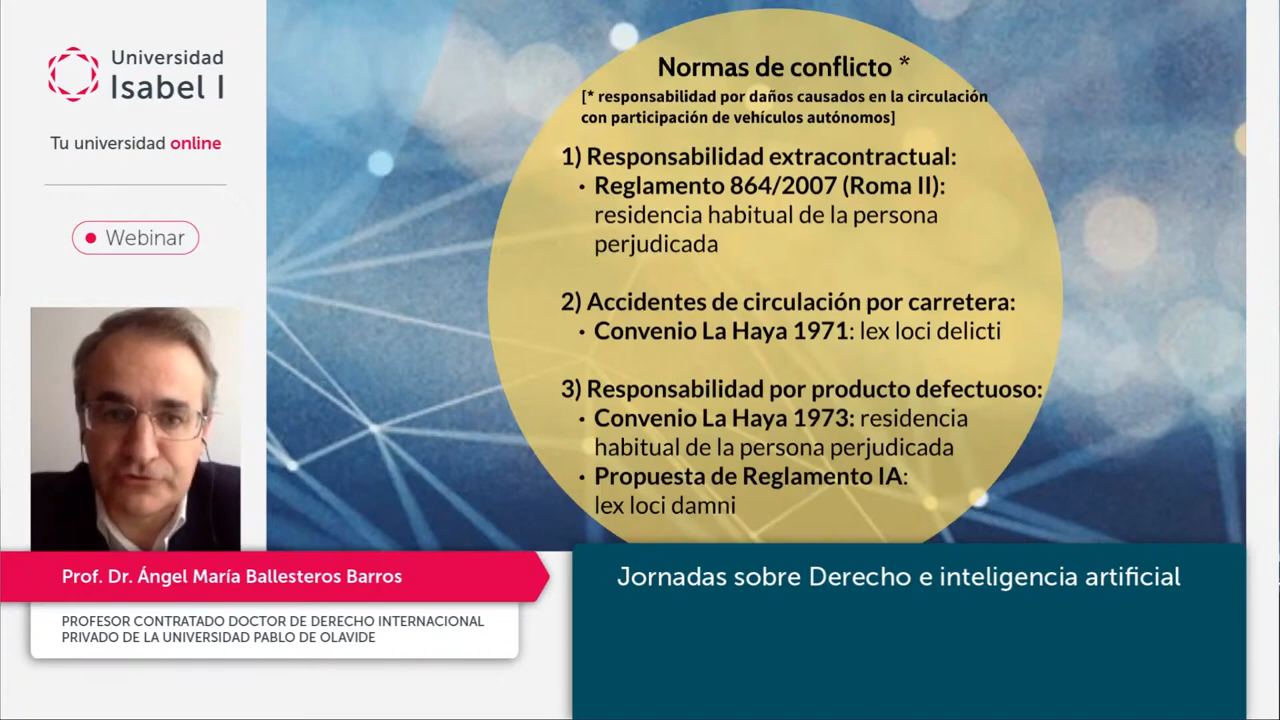 Universidad
Isabel I
Tu universidad online
Webinar
Normas de conflicto *
[* responsabilidad por daños causados en la circulación
con participación de vehículos autónomos]
1) Responsabilidad extracontractual:
• Reglamento 864/2007 (Roma II):
residencia habitual de la persona
perjudicada
2) Accidentes de circulación por carretera:
• Convenio La Haya 1971: lex loci delicti
3) Responsabilidad por producto defectuoso:
• Convenio La Haya 1973: residencia
habitual de la persona perjudicada
• Propuesta de Reglamento IA:
lex loci damni
Prof. Dr. Ángel María Ballesteros Barros
PROFESOR CONTRATADO DOCTOR DE DERECHO INTERNACIONAL
PRIVADO DE LA UNIVERSIDAD PABLO DE OLAVIDE
Jornadas sobre Derecho e inteligencia artificial